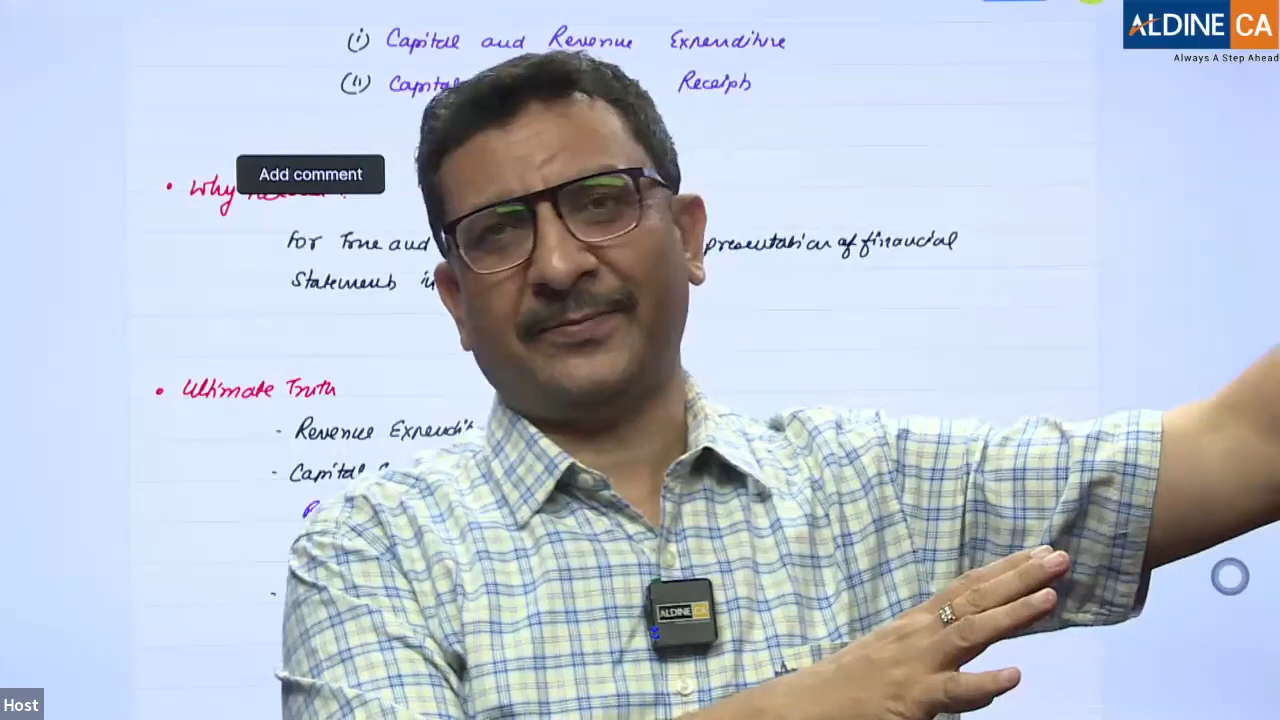 (i) Capital and Revenue Expenditure
(ii) Capital Receipts
ALDINE CA
Always A Step Ahead
Add comment
• Why
For True and presentation of financial
Statements in
• Ultimate Truth
- Revenue
- Capital
ALDINE CA
Host